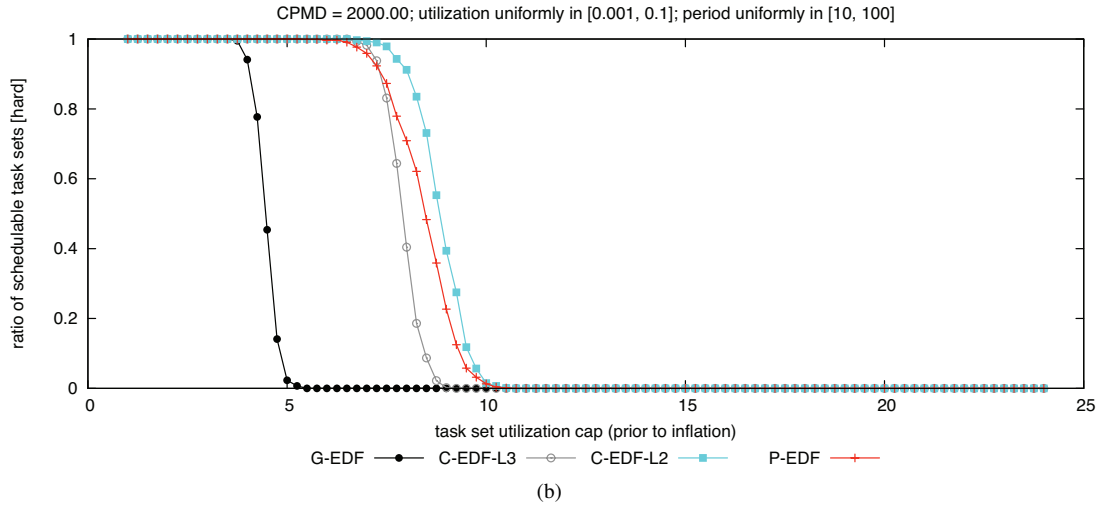 CPMD = 2000.00; utilization uniformly in [0.001, 0.1]; period uniformly in [10, 100]
1
0.8
0.6
0.4
0.2
0
ratio of schedulable task sets [hard]
0 5 10 15 20 25
task set utilization cap (prior to inflation)
G-EDF C-EDF-L3 C-EDF-L2 P-EDF
(b)